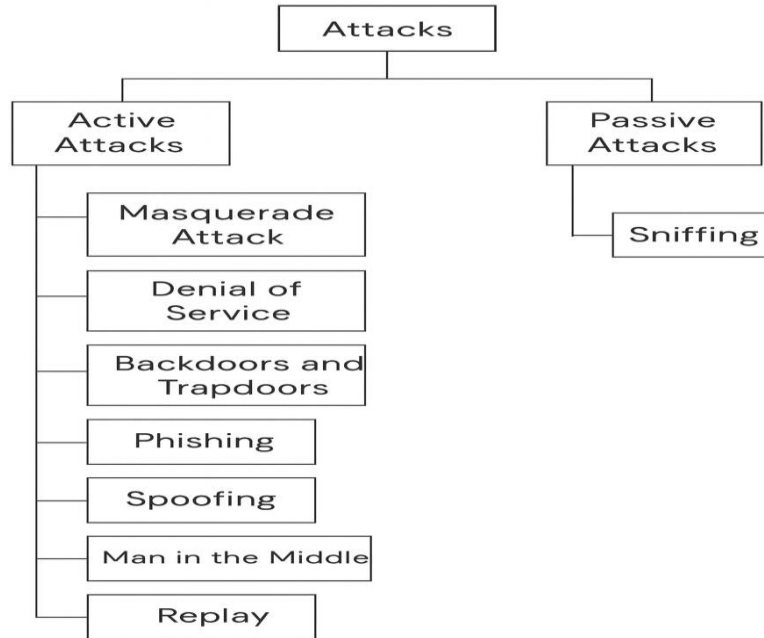 Attacks
Active
Attacks
Passive
Attacks
Masquerade
Attack
Sniffing
Denial of
Service
Backdoors and
Trapdoors
Phishing
Spoofing
Man in the Middle
Replay